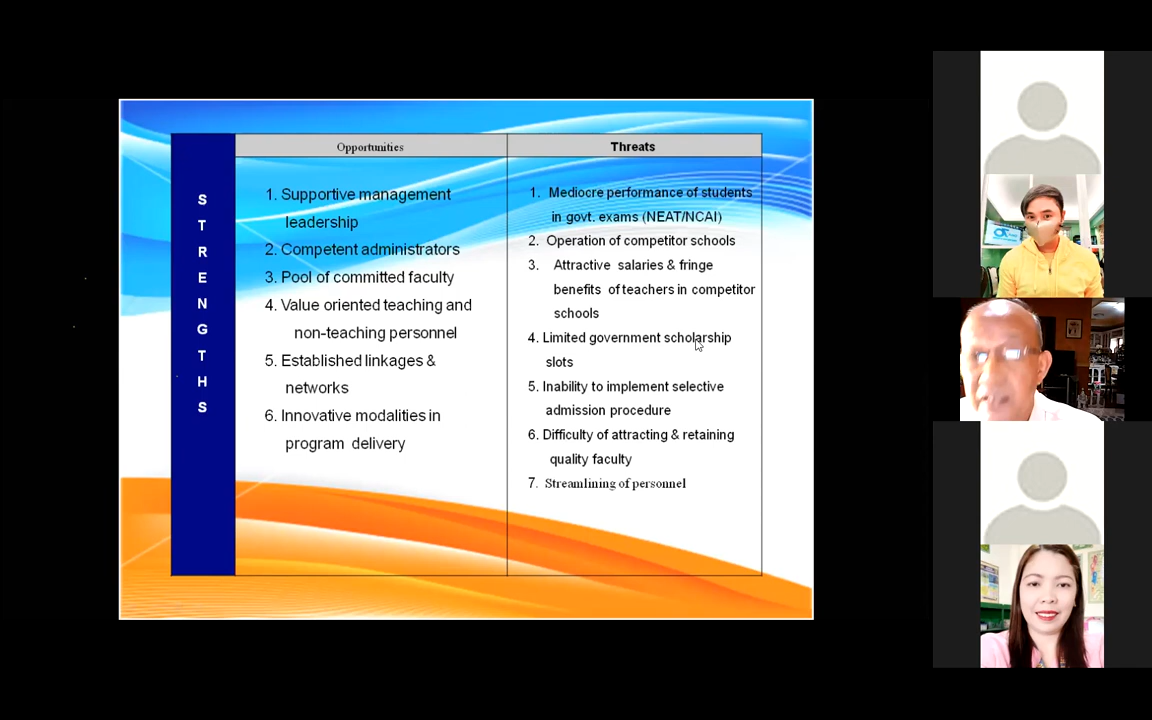 STRENGTHS
Opportunities
1. Supportive management
leadership
2. Competent administrators
3. Pool of committed faculty
4. Value oriented teaching and
non-teaching personnel
5. Established linkages &
networks
6. Innovative modalities in
program delivery
Threats
1. Mediocre performance of students
in govt. exams (NEAT/NCAI)
2. Operation of competitor schools
3. Attractive salaries & fringe
benefits of teachers in competitor
schools
4. Limited government scholarship
slots
5. Inability to implement selective
admission procedure
6. Difficulty of attracting & retaining
quality faculty
7. Streamlining of personnel